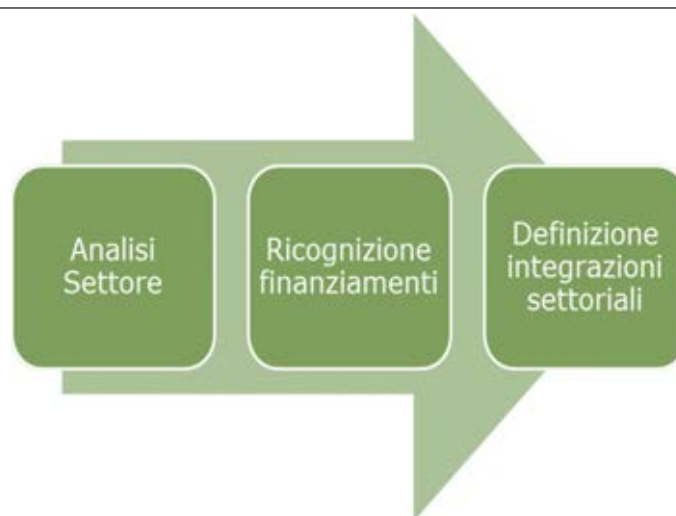 Analisi
Settore
Ricognizione
finanziamenti
Definizione
integrazioni
settoriali